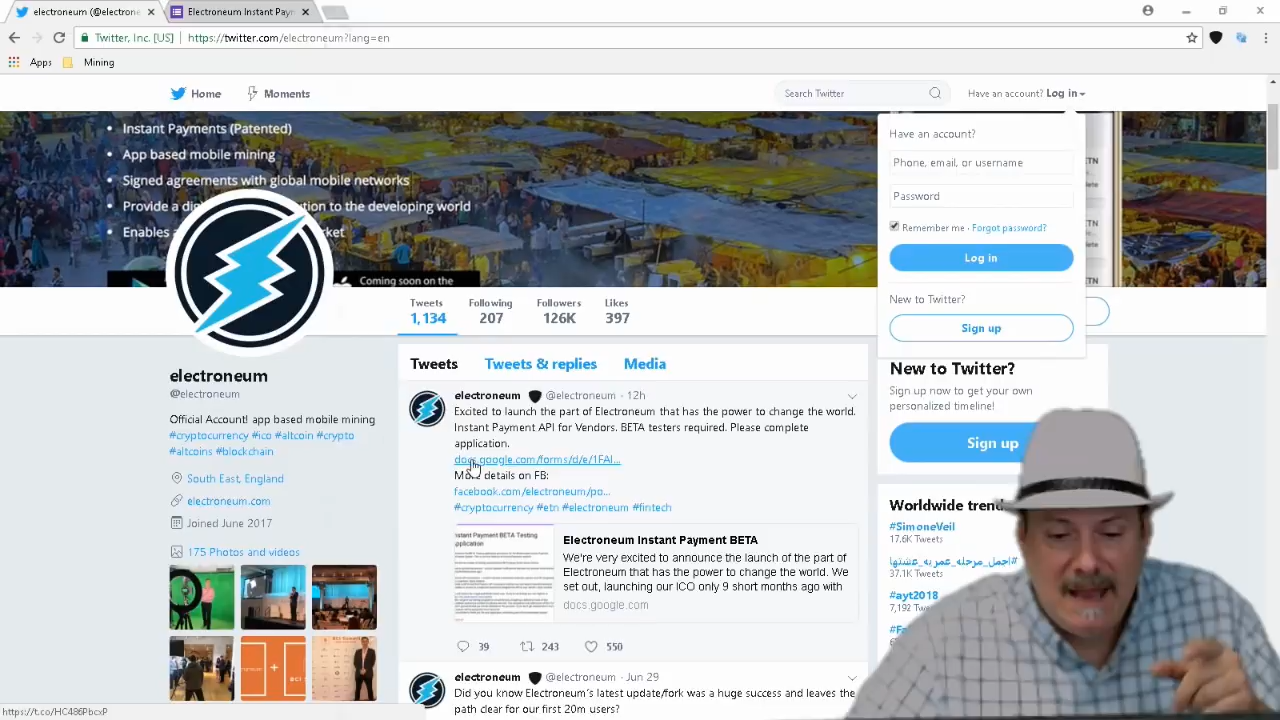 electroneum (@electrone
Electroneum Instant Paym
Twitter, Inc. [US]
https://twitter.com/electroneum?lang=en
Apps
Mining
Home
Moments
Search Twitter
Have an account? Log in
• Instant Payments (Patented)
• App based mobile mining
• Signed agreements with global mobile networks
• Provide a
to the developing world
• Enables
Coming soon on the
Have an account?
Phone, email, or username
Password
Remember me · Forgot password?
Log in
New to Twitter?
Sign up
Tweets
1,134
Following
207
Followers
126K
Likes
397
electroneum
@electroneum
Official Account! app based mobile mining
#cryptocurrency #ico #altcoin #crypto
#altcoins #blockchain
South East, England
electroneum.com
Joined June 2017
175 Photos and videos
Tweets
Tweets & replies
Media
electroneum @electroneum · 12h
Excited to launch the part of Electroneum that has the power to change the world.
Instant Payment API for Vendors. BETA testers required. Please complete
application.
docs.google.com/forms/d/e/1FAI...
More details on FB:
facebook.com/electroneum/po...
#cryptocurrency #etn #electroneum #fintech
Instant Payment BETA Testing
Application
Electroneum Instant Payment BETA
We're very excited to announce the launch of the part of
Electroneum that has the power to change the world. We
set out, launching our ICO only 9 short months ago with
docs.google.com
39
243
550
electroneum @electroneum · Jun 29
Did you know Electroneum's latest update/fork was a huge success and leaves the
path clear for our first 20m users?
New to Twitter?
Sign up now to get your own
personalized timeline!
Sign up
Worldwide trend
#SimoneVeil
17.6K Tweets
#ayt2018
https://t.co/HC486PbcxP